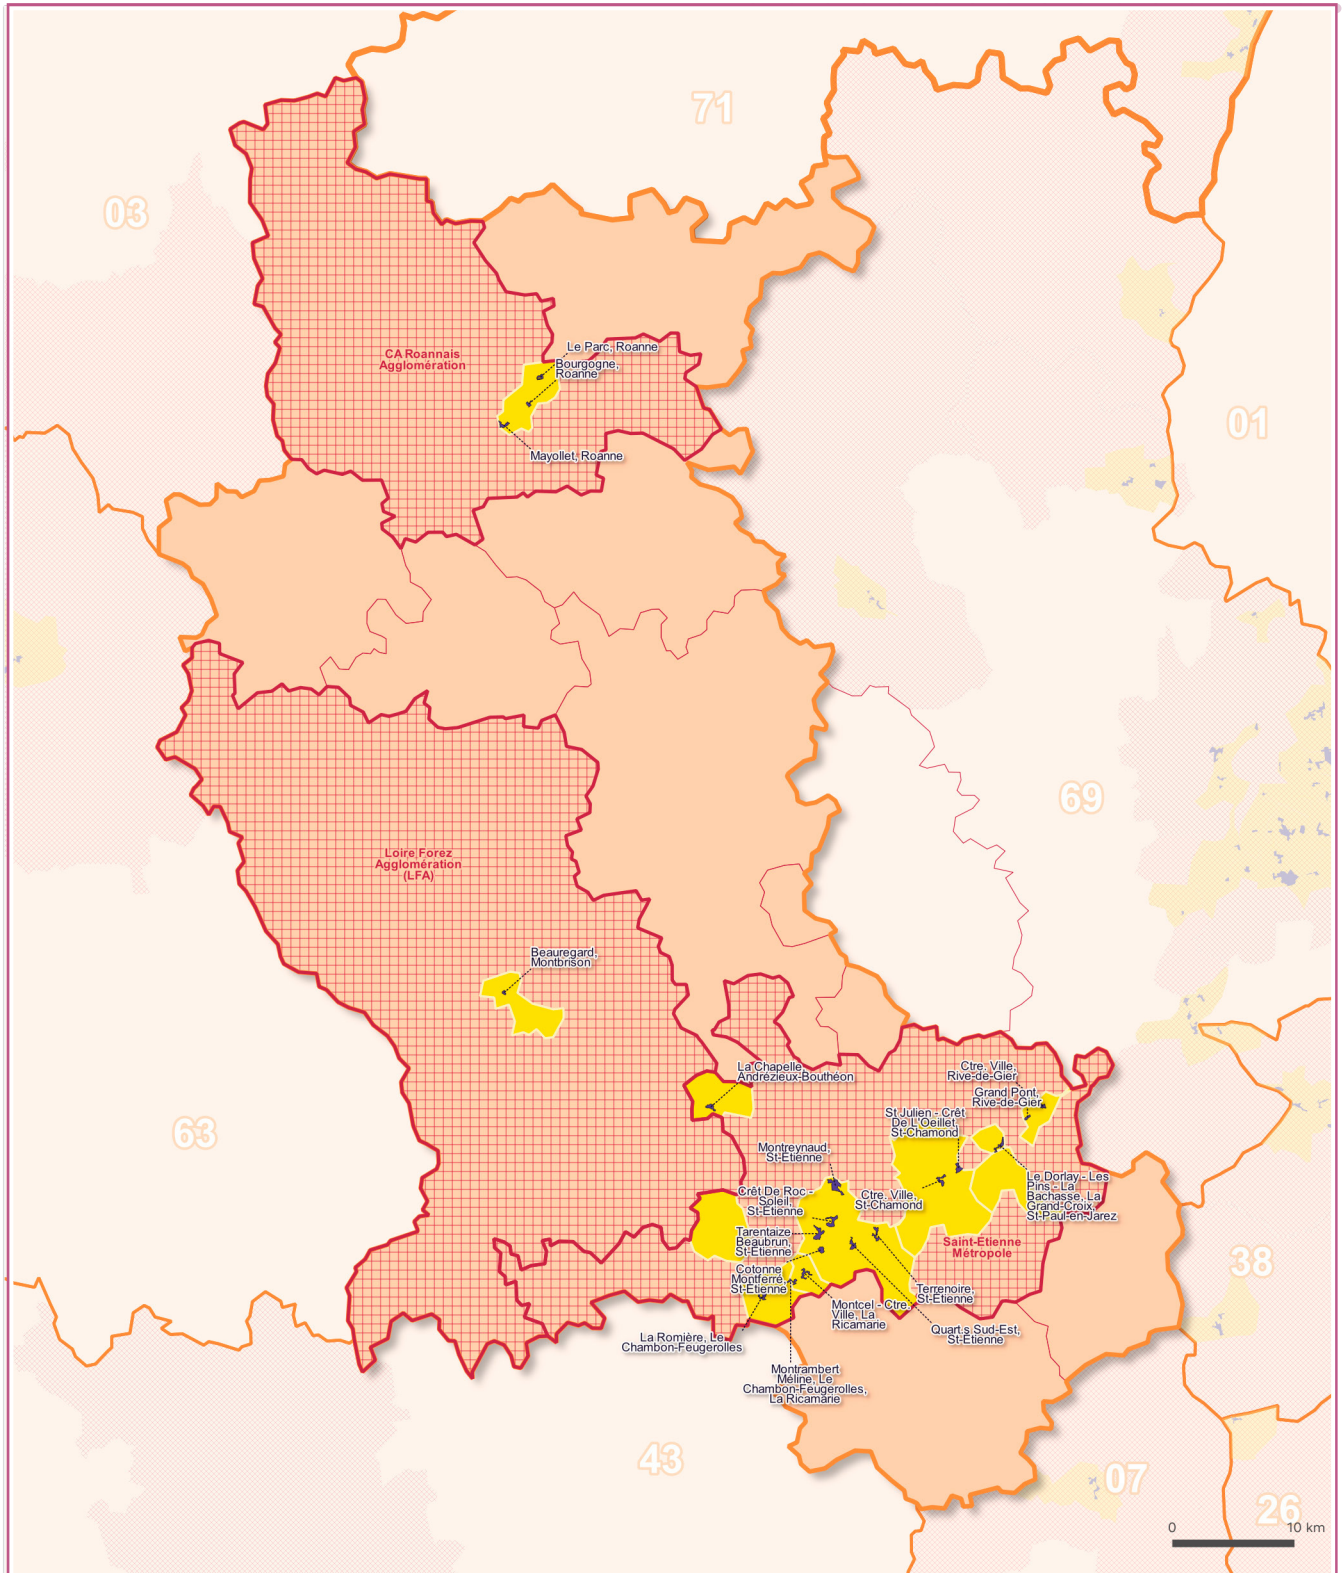 71
03
CA Roannais
Agglomération
Le Parc, Roanne
Bourgogne,
Roanne
Mayollet, Roanne
01
69
Loire Forez
Agglomération
(LFA)
Beauregard,
Montbrison
63
La Chapelle,
Andrézieux-Bouthéon
Ctre. Ville,
Rive-de-Gier
Grand Pont,
Rive-de-Gier
St Julien - Crêt
De L'Oeillet,
St-Chamond
Montreynaud,
St-Etienne
Crêt De Roc -
Soleil,
St-Etienne
Ctre. Ville,
St-Chamond
Le Dorlay - Les
Pins - La
Bachasse, La
Grand-Croix,
St-Paul-en-Jarez
Tarentaize
Beaubrun,
St-Etienne
Saint-Etienne
Métropole
Cotonne
Montferré,
St-Etienne
Terrenoire,
St-Etienne
Montcel - Ctre.
Ville, La
Ricamarie
Quart.s Sud-Est,
St-Etienne
La Romière, Le
Chambon-Feugerolles
Montrambert
Méline, Le
Chambon-Feugerolles,
La Ricamarie
38
43
07
26
0
10 km